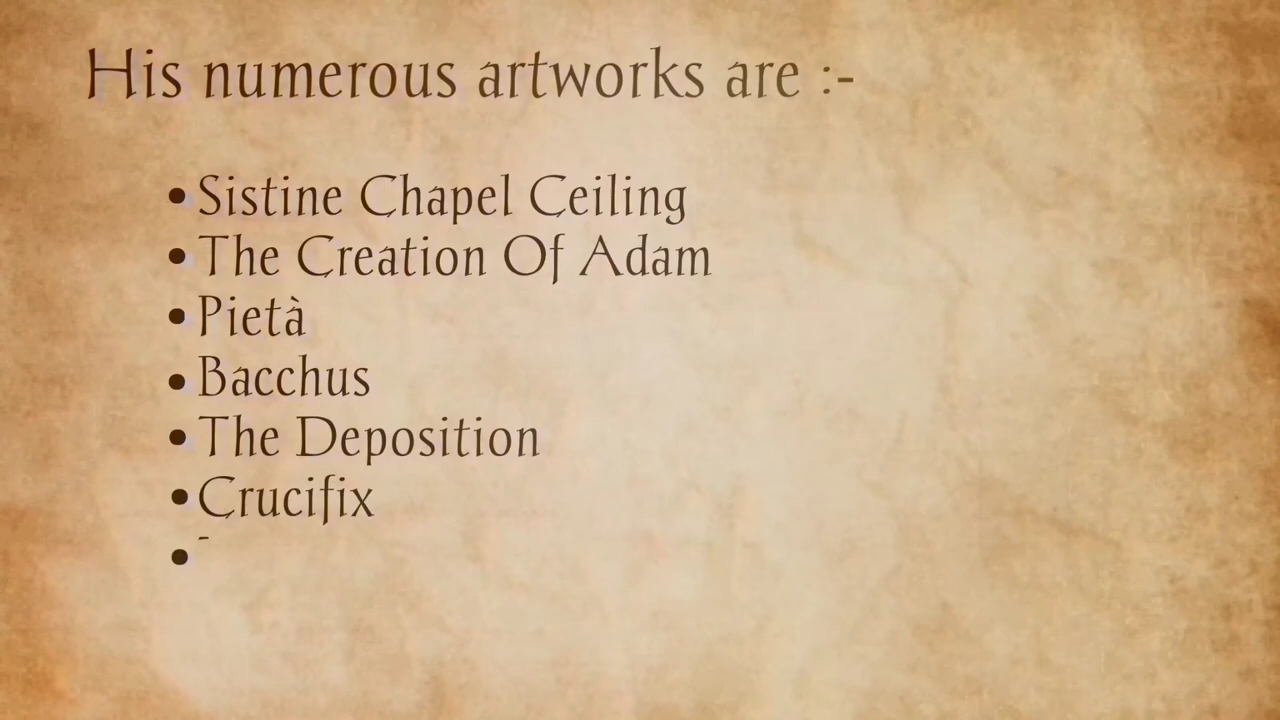 His numerous artworks are :-
•Sistine Chapel Ceiling
•The Creation Of Adam
•Pietà
•Bacchus
•The Deposition
•Crucifix
•